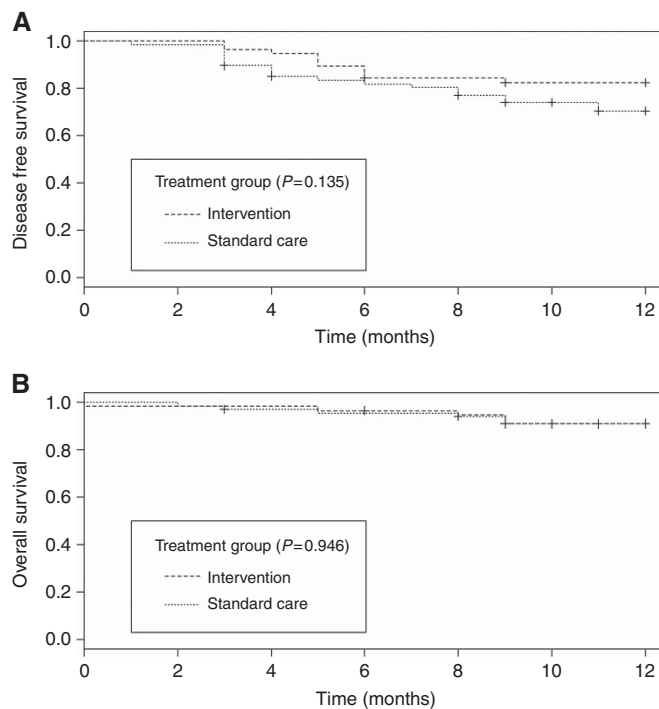 A
Disease free survival
1.0
0.8
0.6
0.4
0.2
0.0
Treatment group (P=0.135)
Intervention
Standard care
0 2 4 6 8 10 12
Time (months)
B
Overall survival
1.0
0.8
0.6
0.4
0.2
0.0
Treatment group (P=0.946)
Intervention
Standard care
0 2 4 6 8 10 12
Time (months)